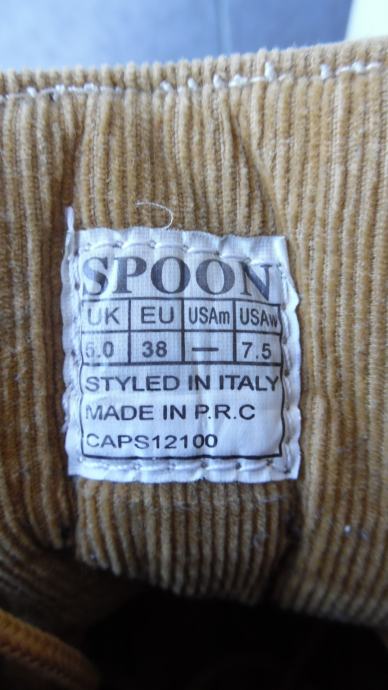 SPOON
UK EU USAm USAw
5.0 38 — 7.5
STYLED IN ITALY
MADE IN P.R.C
CAPS12100